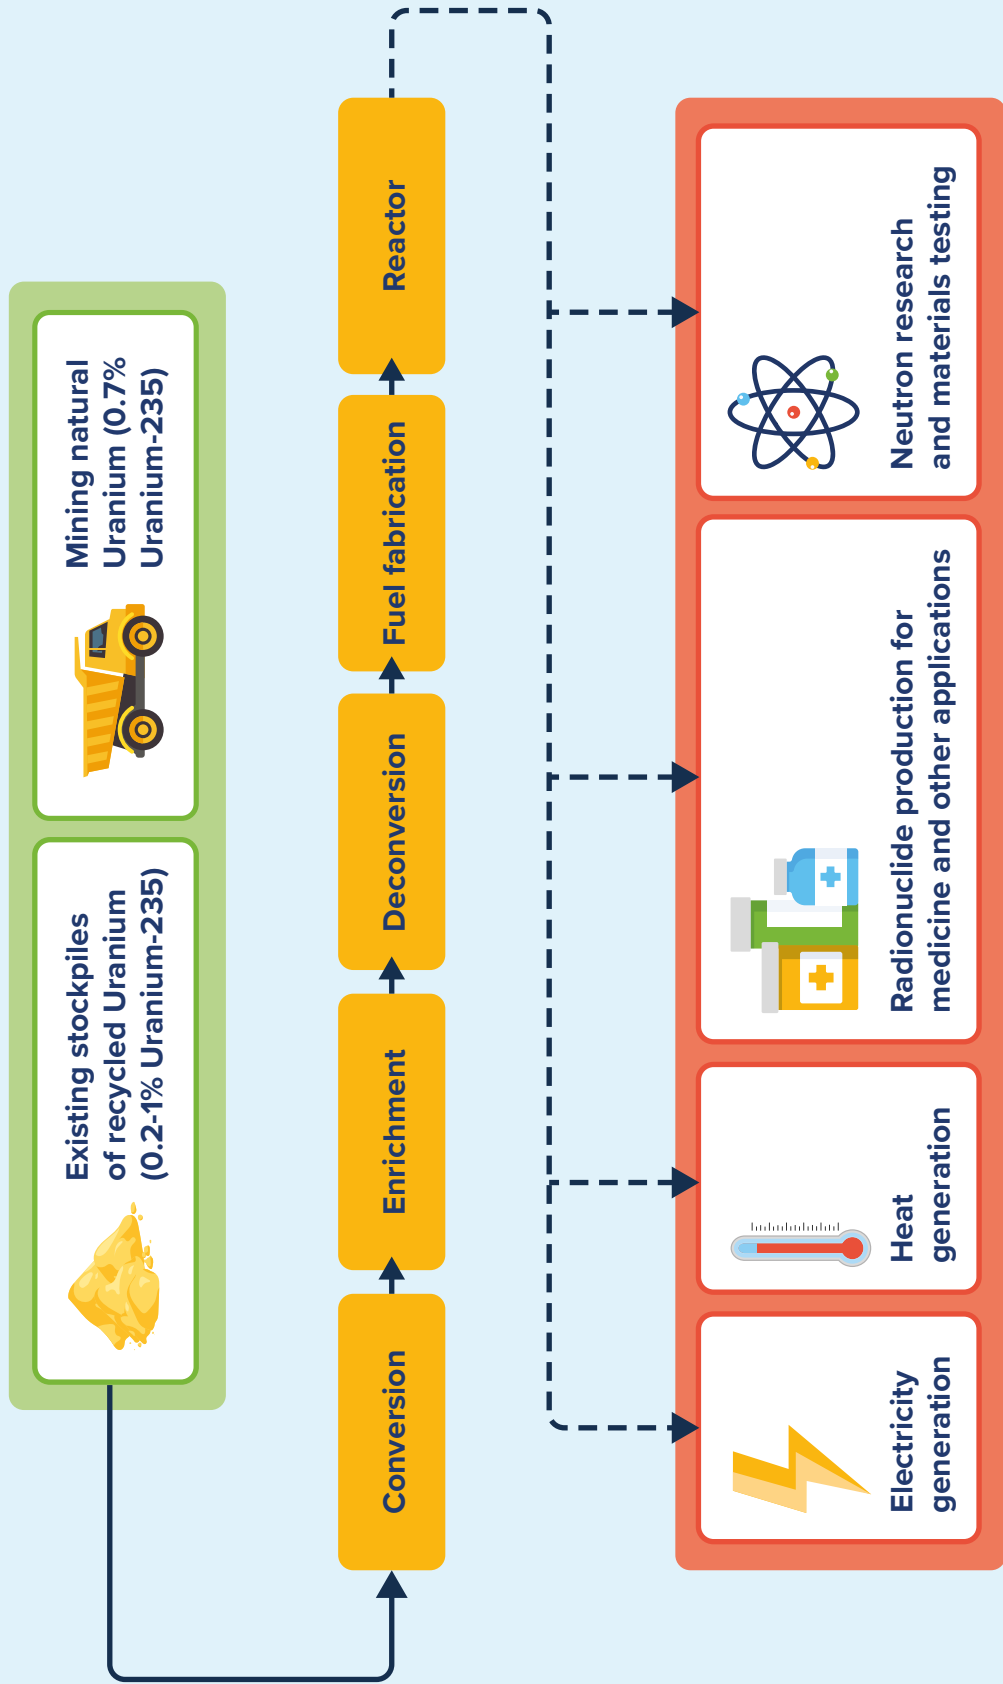 Existing stockpiles
of recycled Uranium
(0.2-1% Uranium-235)
Mining natural
Uranium (0.7%
Uranium-235)
Conversion
Enrichment
Deconversion
Fuel fabrication
Reactor
Electricity
generation
Heat
generation
Radionuclide production for
medicine and other applications
Neutron research
and materials testing